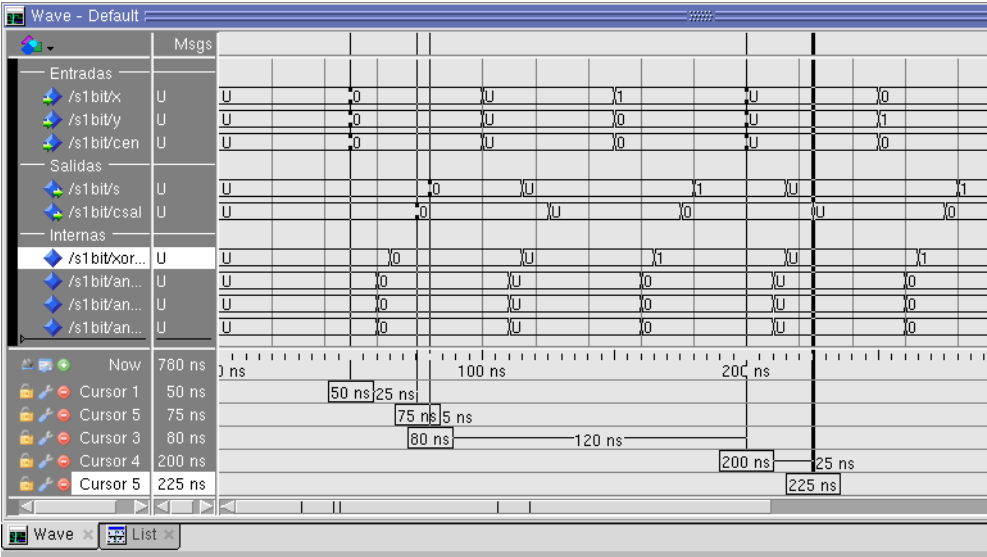 Wave - Default
Msgs
Entradas
/s1bit/x U U 0 U 1 U 0
/s1bit/y U U 0 U 0 U 1
/s1bit/cen U U 0 U 0 U 0
Salidas
/s1bit/s U U 0 U 1 U 1
/s1bit/csal U U 0 U 0 U 0
Internas
/s1bit/xor... U U 0 U 1 U 1
/s1bit/an... U U 0 U 0 U 0
/s1bit/an... U U 0 U 0 U 0
/s1bit/an... U U 0 U 0 U 0
Now 780 ns ns 100 ns 200 ns
Cursor 1 50 ns 50 ns 25 ns
Cursor 5 75 ns 75 ns 5 ns
Cursor 3 80 ns 80 ns 120 ns
Cursor 4 200 ns 200 ns 25 ns
Cursor 5 225 ns 225 ns
Wave List